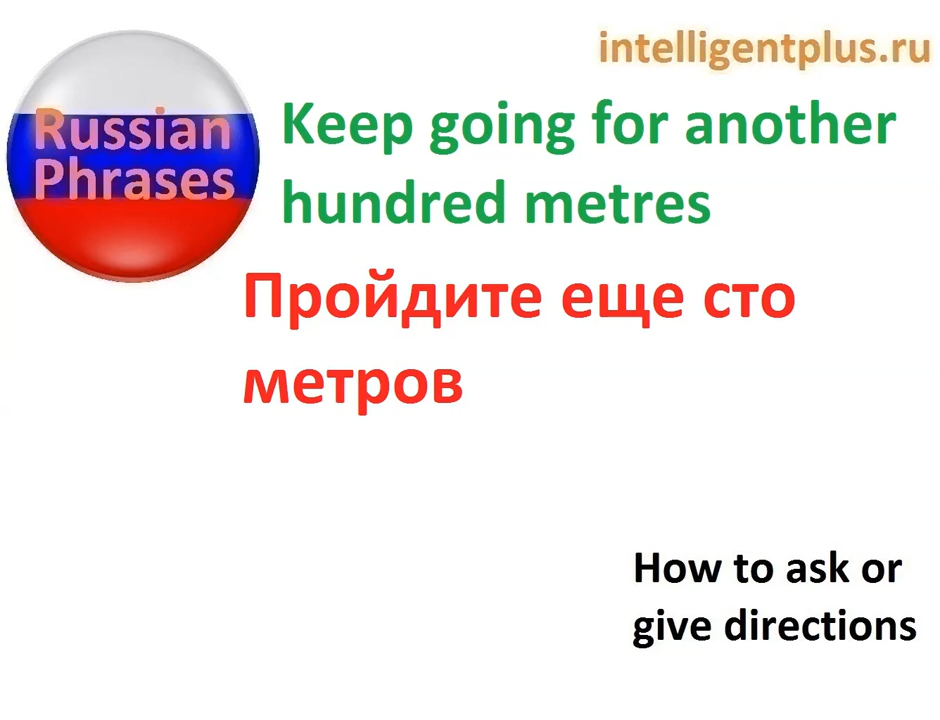 intelligentplus.ru
Russian
Phrases
Keep going for another
hundred metres
Пройдите еще сто
метров
How to ask or
give directions